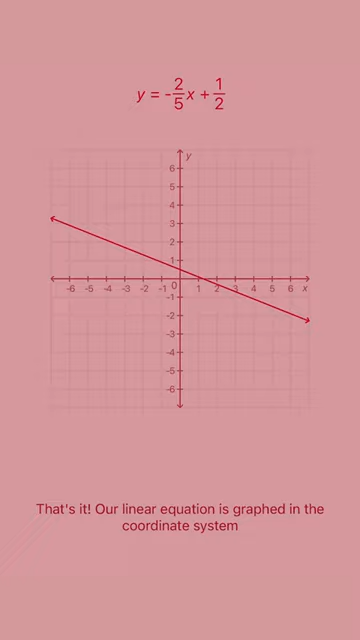 y = -2/5x + 1/2
y
6
5
4
3
2
1
-6 -5 -4 -3 -2 -1 0 1 2 3 4 5 6 x
-1
-2
-3
-4
-5
-6
That's it! Our linear equation is graphed in the
coordinate system